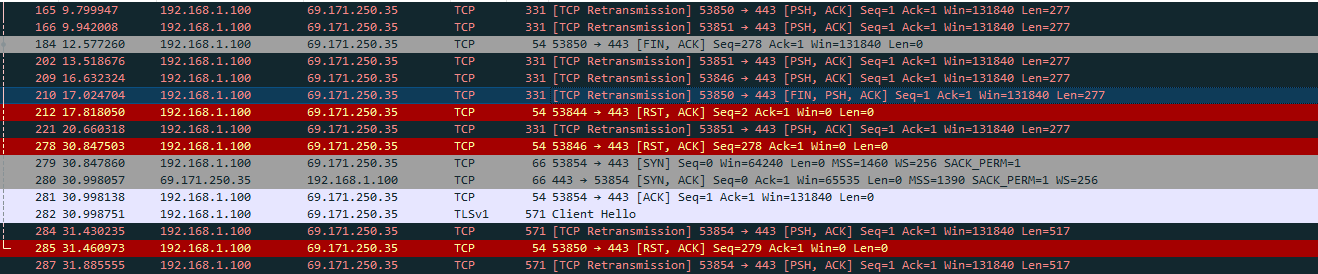 165 9.799947 192.168.1.100 69.171.250.35 TCP 331 [TCP Retransmission] 53850 → 443 [PSH, ACK] Seq=1 Ack=1 Win=131840 Len=277
166 9.942008 192.168.1.100 69.171.250.35 TCP 331 [TCP Retransmission] 53851 → 443 [PSH, ACK] Seq=1 Ack=1 Win=131840 Len=277
184 12.577260 192.168.1.100 69.171.250.35 TCP 54 53850 → 443 [FIN, ACK] Seq=278 Ack=1 Win=131840 Len=0
202 13.518676 192.168.1.100 69.171.250.35 TCP 331 [TCP Retransmission] 53851 → 443 [PSH, ACK] Seq=1 Ack=1 Win=131840 Len=277
209 16.632324 192.168.1.100 69.171.250.35 TCP 331 [TCP Retransmission] 53846 → 443 [PSH, ACK] Seq=1 Ack=1 Win=131840 Len=277
210 17.024704 192.168.1.100 69.171.250.35 TCP 331 [TCP Retransmission] 53850 → 443 [FIN, PSH, ACK] Seq=1 Ack=1 Win=131840 Len=277
212 17.818050 192.168.1.100 69.171.250.35 TCP 54 53844 → 443 [RST, ACK] Seq=2 Ack=1 Win=0 Len=0
221 20.660318 192.168.1.100 69.171.250.35 TCP 331 [TCP Retransmission] 53851 → 443 [PSH, ACK] Seq=1 Ack=1 Win=131840 Len=277
278 30.847503 192.168.1.100 69.171.250.35 TCP 54 53846 → 443 [RST, ACK] Seq=278 Ack=1 Win=0 Len=0
279 30.847860 192.168.1.100 69.171.250.35 TCP 66 53854 → 443 [SYN] Seq=0 Win=64240 Len=0 MSS=1460 WS=256 SACK_PERM=1
280 30.998057 69.171.250.35 192.168.1.100 TCP 66 443 → 53854 [SYN, ACK] Seq=0 Ack=1 Win=65535 Len=0 MSS=1390 SACK_PERM=1 WS=256
281 30.998138 192.168.1.100 69.171.250.35 TCP 54 53854 → 443 [ACK] Seq=1 Ack=1 Win=131840 Len=0
282 30.998751 192.168.1.100 69.171.250.35 TLSv1 571 Client Hello
284 31.430235 192.168.1.100 69.171.250.35 TCP 571 [TCP Retransmission] 53854 → 443 [PSH, ACK] Seq=1 Ack=1 Win=131840 Len=517
285 31.460973 192.168.1.100 69.171.250.35 TCP 54 53850 → 443 [RST, ACK] Seq=279 Ack=1 Win=0 Len=0
287 31.885555 192.168.1.100 69.171.250.35 TCP 571 [TCP Retransmission] 53854 → 443 [PSH, ACK] Seq=1 Ack=1 Win=131840 Len=517